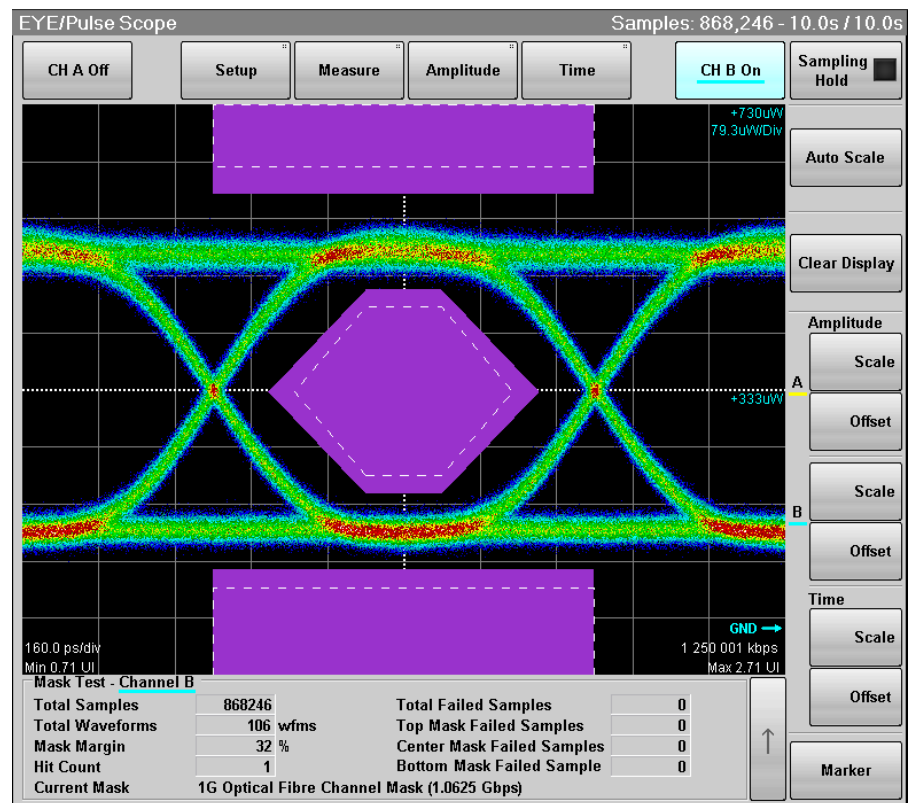 EYE/Pulse Scope Samples: 868,246 - 10.0s / 10.0s
CH A Off Setup Measure Amplitude Time CH B On Sampling Hold
+730uW
79.3uW/Div
Auto Scale
Clear Display
Amplitude
Scale
A
+333uW
Offset
Scale
B
Offset
Time
GND
Scale
160.0 ps/div 1 250 001 kbps
Min 0.71 UI Max 2.71 UI
Mask Test - Channel B
Total Samples 868246 Total Failed Samples 0
Offset
Total Waveforms 106 wfms Top Mask Failed Samples 0
Mask Margin 32 % Center Mask Failed Samples 0
Hit Count 1 Bottom Mask Failed Sample 0
Marker
Current Mask 1G Optical Fibre Channel Mask (1.0625 Gbps)